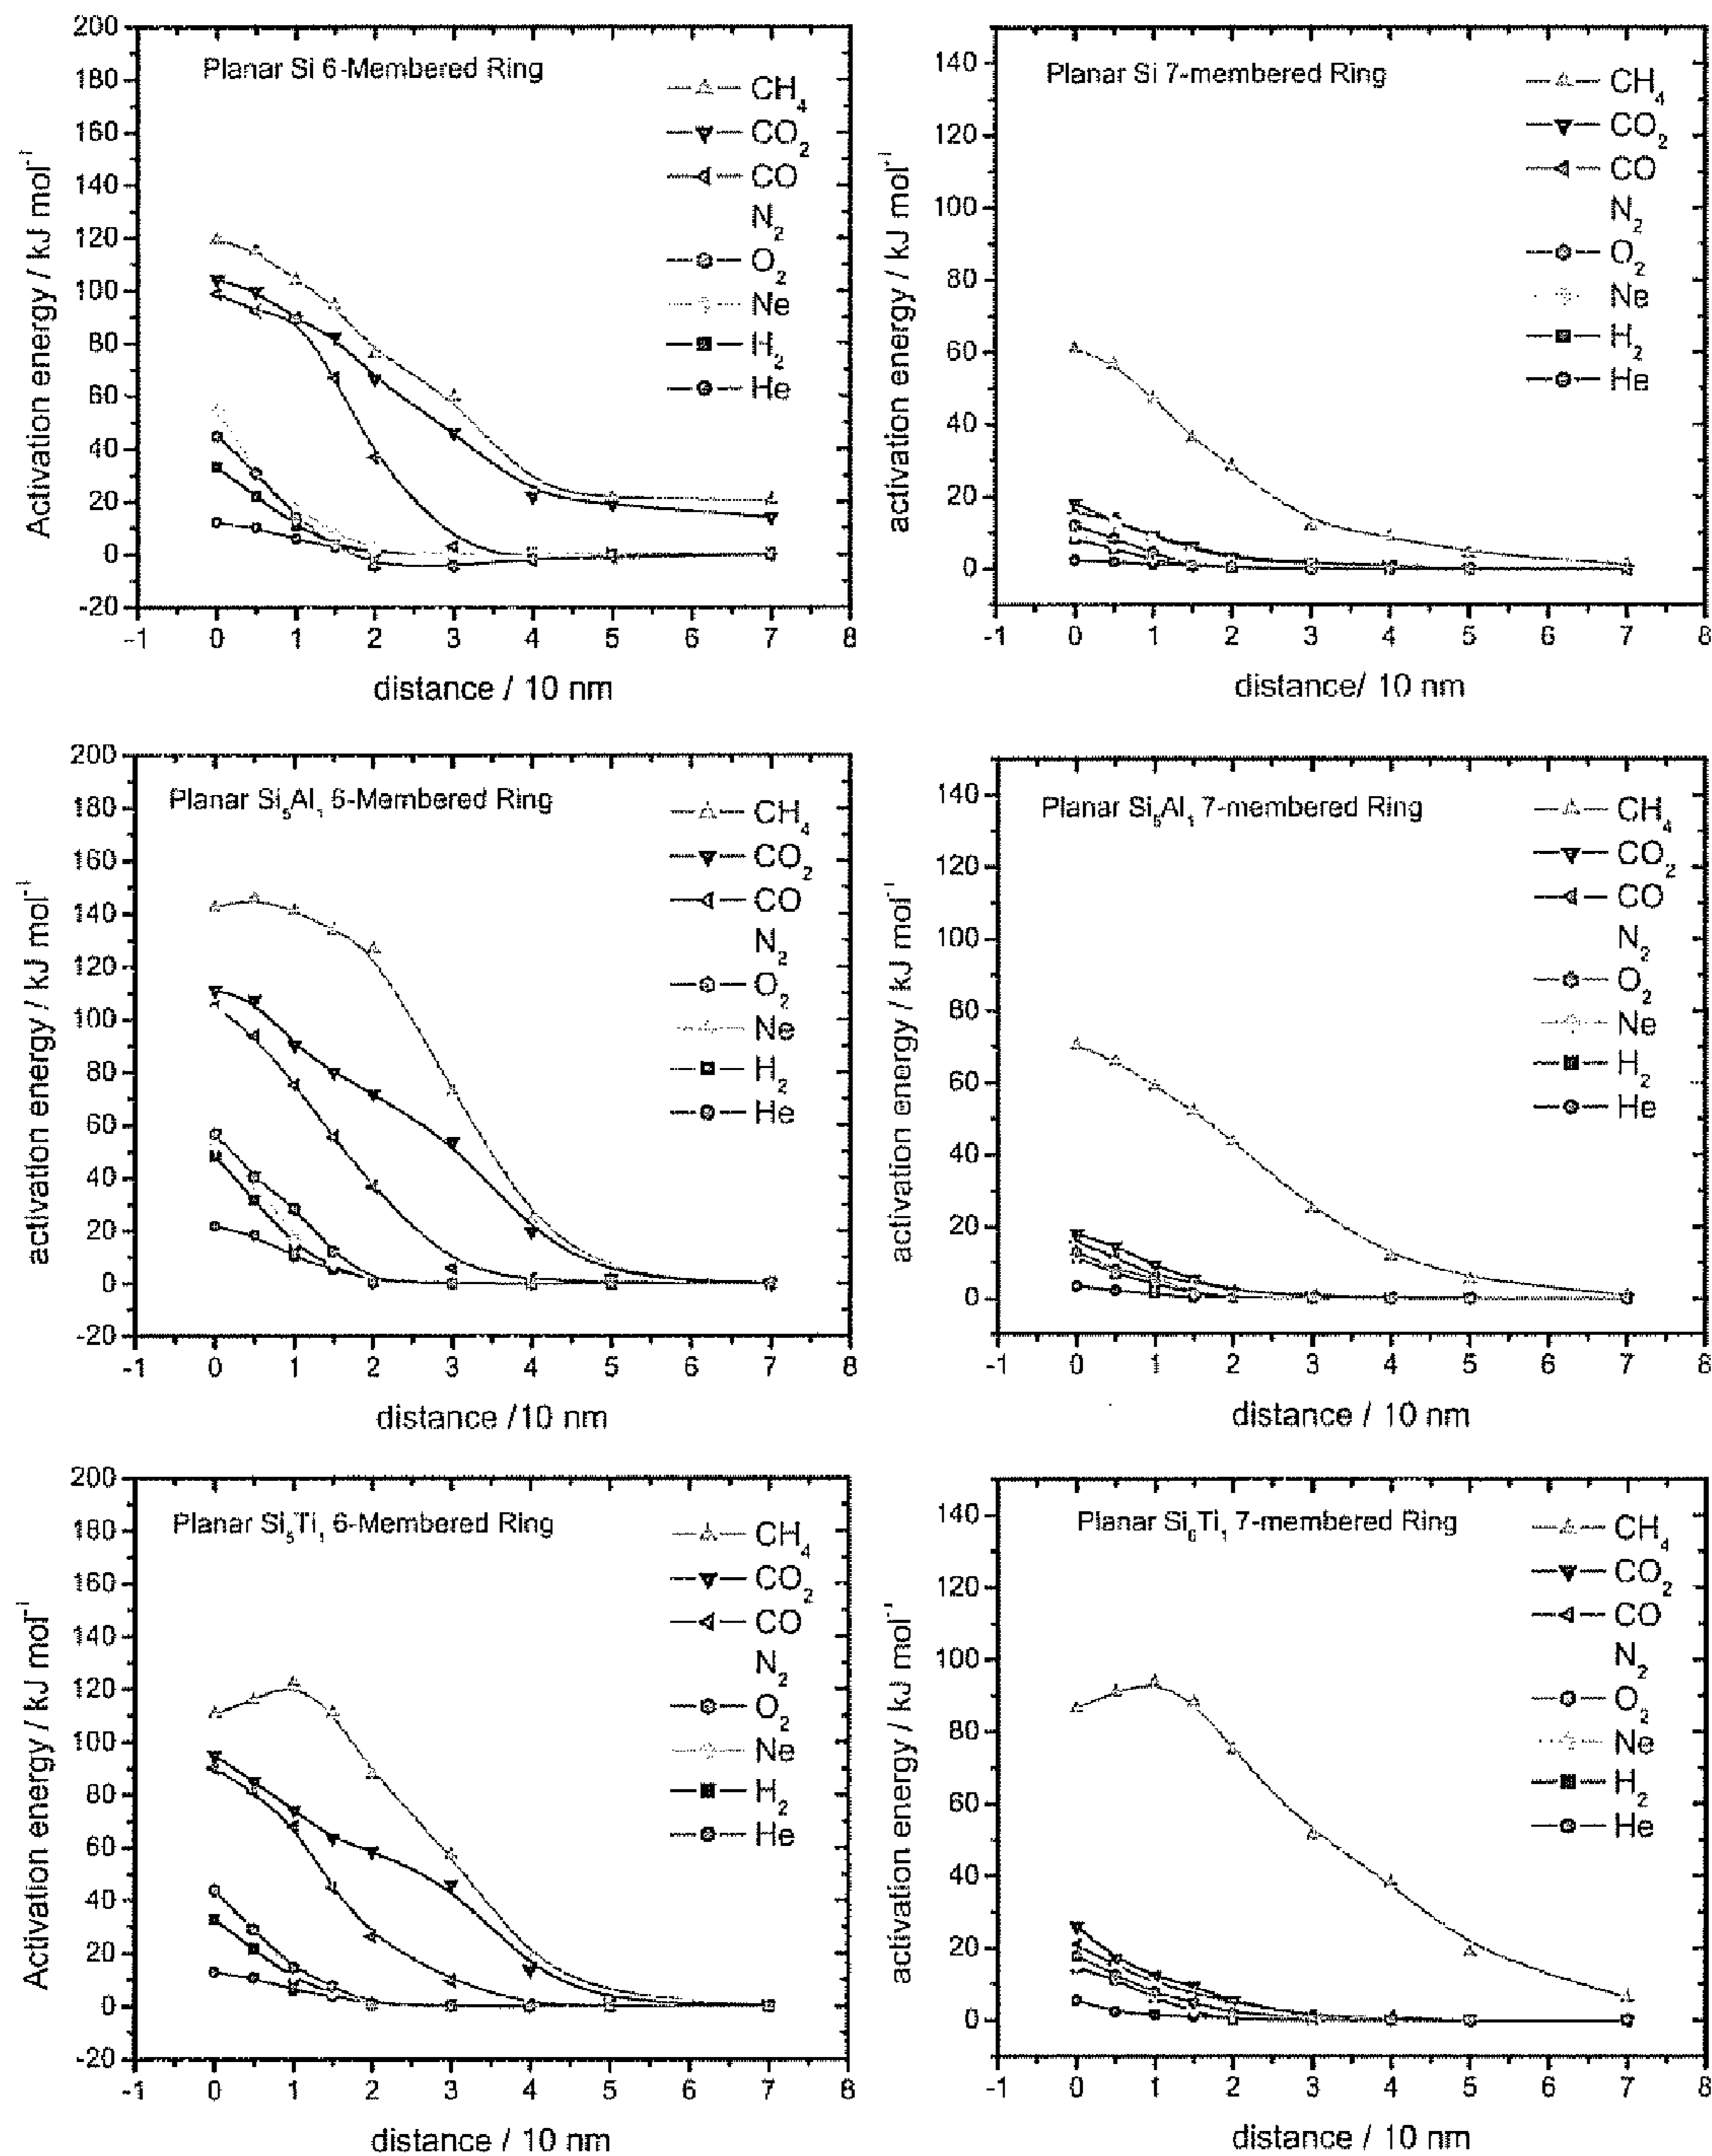 Planar Si 6-Membered Ring
CH₄
CO₂
CO
N₂
O₂
Ne
H₂
He
200
180
160
140
120
100
80
60
40
20
0
-20
Activation energy / kJ mol⁻¹
-1 0 1 2 3 4 5 6 7 8
distance / 10 nm
Planar Si 7-membered Ring
CH₄
CO₂
CO
N₂
O₂
Ne
H₂
He
140
120
100
80
60
40
20
0
activation energy / kJ mol⁻¹
-1 0 1 2 3 4 5 6 7 8
distance/ 10 nm
Planar Si₅Al₁ 6-Membered Ring
CH₄
CO₂
CO
N₂
O₂
Ne
H₂
He
200
180
160
140
120
100
80
60
40
20
0
-20
activation energy / kJ mol⁻¹
-1 0 1 2 3 4 5 6 7 8
distance /10 nm
Planar Si₆Al₁ 7-membered Ring
CH₄
CO₂
CO
N₂
O₂
Ne
H₂
He
140
120
100
80
60
40
20
0
activation energy / kJ mol⁻¹
-1 0 1 2 3 4 5 6 7 8
distance / 10 nm
Planar Si₅Ti₁ 6-Membered Ring
CH₄
CO₂
CO
N₂
O₂
Ne
H₂
He
200
180
160
140
120
100
80
60
40
20
0
-20
Activation energy / kJ mol⁻¹
-1 0 1 2 3 4 5 6 7 8
distance / 10 nm
Planar Si₆Ti₁ 7-membered Ring
CH₄
CO₂
CO
N₂
O₂
Ne
H₂
He
140
120
100
80
60
40
20
0
activation energy / kJ mol⁻¹
-1 0 1 2 3 4 5 6 7 8
distance / 10 nm